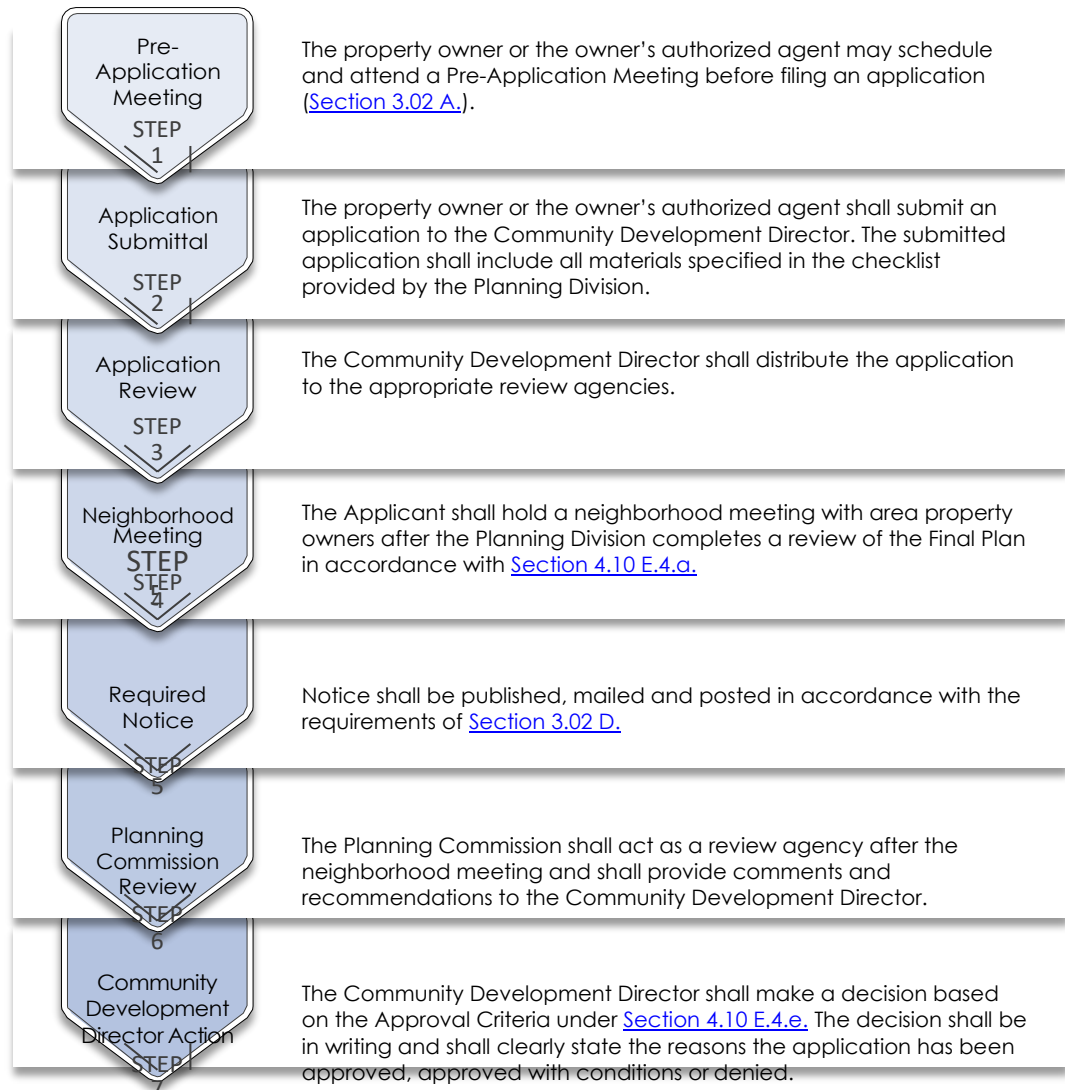 Pre-
Application
Meeting
STEP
1
The property owner or the owner’s authorized agent may schedule
and attend a Pre-Application Meeting before filing an application
(Section 3.02 A.).
Application
Submittal
STEP
2
The property owner or the owner’s authorized agent shall submit an
application to the Community Development Director. The submitted
application shall include all materials specified in the checklist
provided by the Planning Division.
Application
Review
STEP
3
The Community Development Director shall distribute the application
to the appropriate review agencies.
Neighborhood
Meeting
STEP
STEP
4
The Applicant shall hold a neighborhood meeting with area property
owners after the Planning Division completes a review of the Final Plan
in accordance with Section 4.10 E.4.a.
Required
Notice
STEP
5
Notice shall be published, mailed and posted in accordance with the
requirements of Section 3.02 D.
Planning
Commission
Review
STEP
6
The Planning Commission shall act as a review agency after the
neighborhood meeting and shall provide comments and
recommendations to the Community Development Director.
Community
Development
Director Action
STEP
7
The Community Development Director shall make a decision based
on the Approval Criteria under Section 4.10 E.4.e. The decision shall be
in writing and shall clearly state the reasons the application has been
approved, approved with conditions or denied.